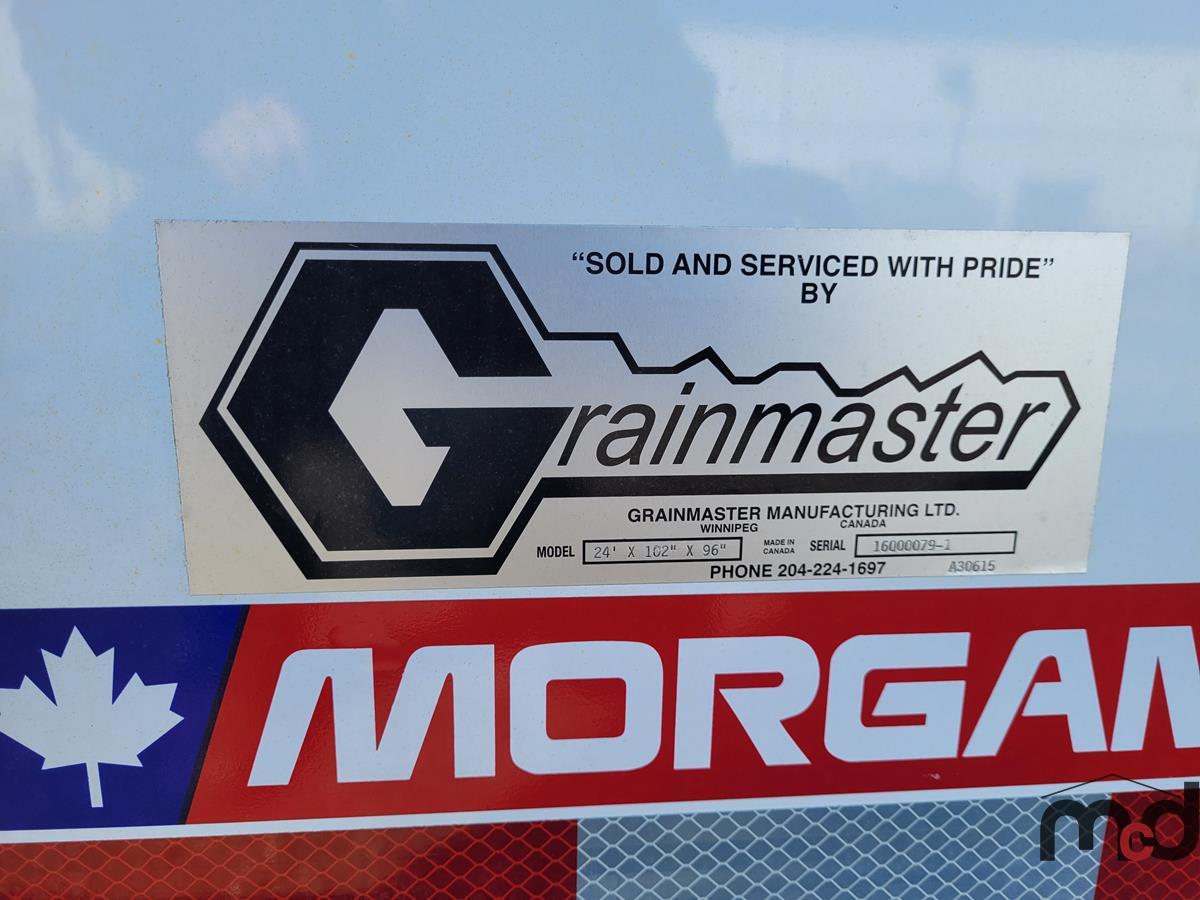 “SOLD AND SERVICED WITH PRIDE”
BY
Grainmaster
GRAINMASTER MANUFACTURING LTD.
WINNIPEG CANADA
MODEL 24' X 102" X 96" MADE IN CANADA SERIAL 16000079-1
PHONE 204-224-1697 A30615
MORGAN
mcd